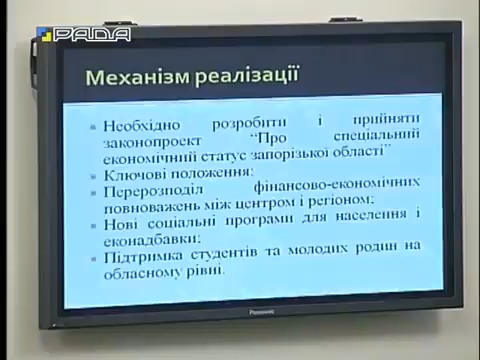 РАДА
Механізм реалізації
Необхідно розробити і прийняти
законопроект "Про спеціальний
економічний статус запорізької області"
Ключові положення:
Перерозподіл фінансово-економічних
повноважень між центром і регіоном;
Нові соціальні програми для населення і
еконадбавки;
Підтримка студентів та молодих родин на
обласному рівні.
Panasonic